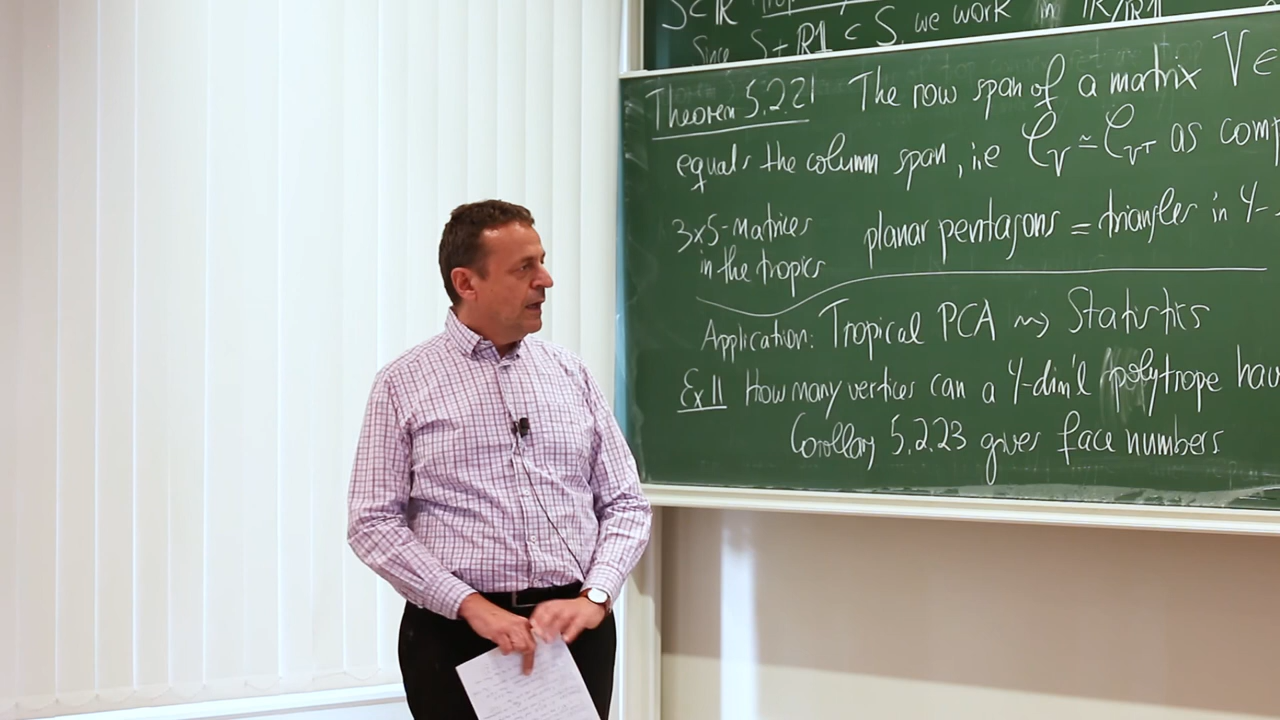 S⊂ℝ
Since S+ℝ𝟙 ⊂ S, we work in ℝ/ℝ𝟙
Theorem 5.2.21 The row span of a matrix V ∈
equals the column span, i.e 𝒞_V ≃ 𝒞_{V^T} as comp
3x5-matrices planar pentagons = triangles in 4-
in the tropics
Application: Tropical PCA ⇝ Statistics
Ex 11 How many vertices can a 4-dim'l polytrope hav
Corollary 5.2.23 gives face numbers